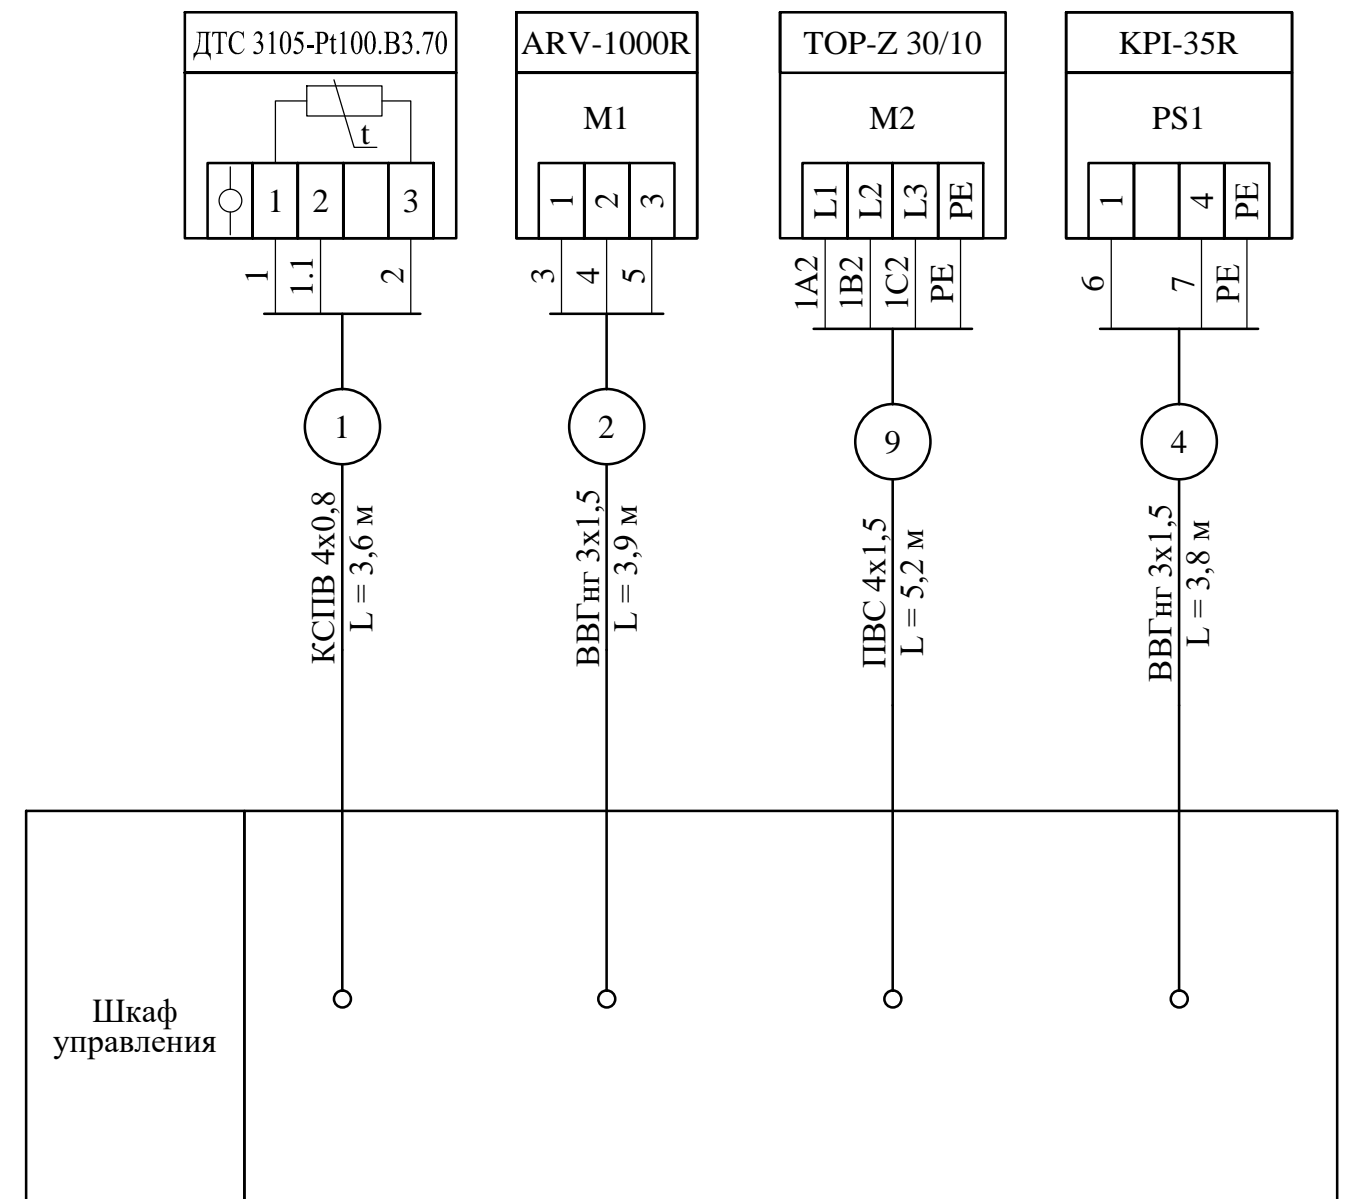 ДТС 3105-Pt100.B3.70
t
1 2 3
1 1.1 2
1
КСПВ 4x0,8
L = 3,6 м
ARV-1000R
M1
1 2 3
3 4 5
2
ВВГнг 3x1,5
L = 3,9 м
TOP-Z 30/10
M2
L1 L2 L3 PE
1A2 1B2 1C2 PE
9
ПВС 4x1,5
L = 5,2 м
KPI-35R
PS1
1 4 PE
6 7 PE
4
ВВГнг 3x1,5
L = 3,8 м
Шкаф
управления